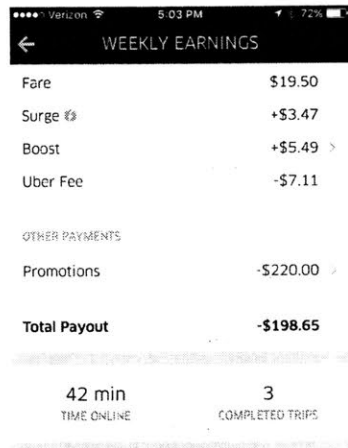 Verizon 5:03 PM 72%
WEEKLY EARNINGS
Fare $19.50
Surge +$3.47
Boost +$5.49 >
Uber Fee -$7.11
OTHER PAYMENTS
Promotions -$220.00 >
Total Payout -$198.65
42 min 3
TIME ONLINE COMPLETED TRIPS